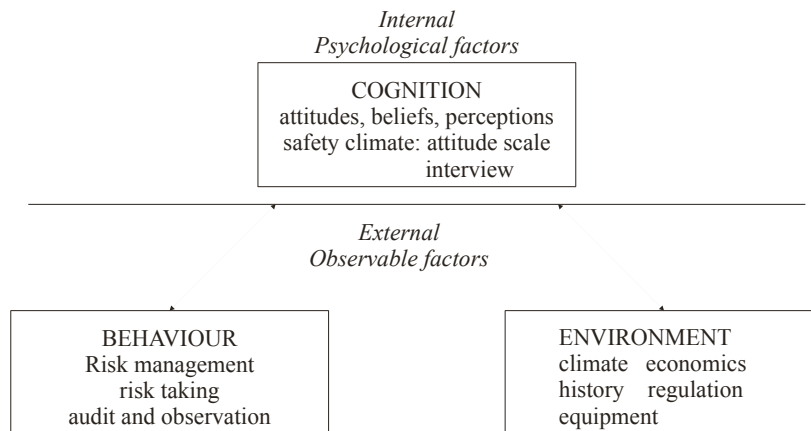 Internal
Psychological factors
COGNITION
attitudes, beliefs, perceptions
safety climate: attitude scale
interview
External
Observable factors
BEHAVIOUR
Risk management
risk taking
audit and observation
ENVIRONMENT
climate economics
history regulation
equipment